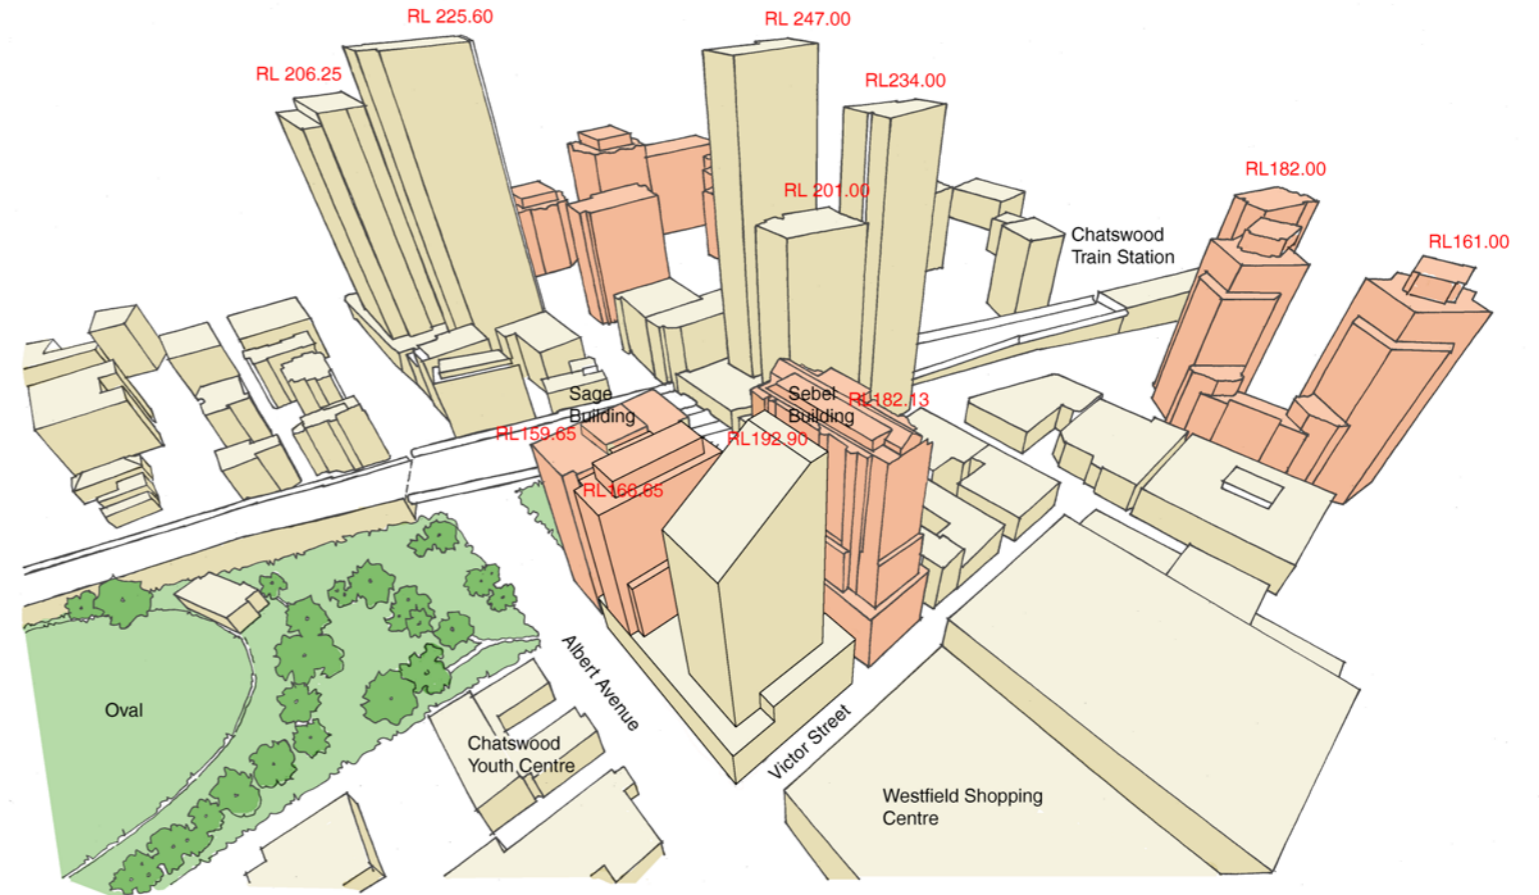 RL 225.60
RL 247.00
RL 206.25
RL234.00
RL182.00
RL 201.00
Chatswood
Train Station
RL161.00
Sage
Building
Sebel
Building
RL182.13
RL159.65
RL192.90
RL166.65
Albert Avenue
Oval
Chatswood
Youth Centre
Victor Street
Westfield Shopping
Centre